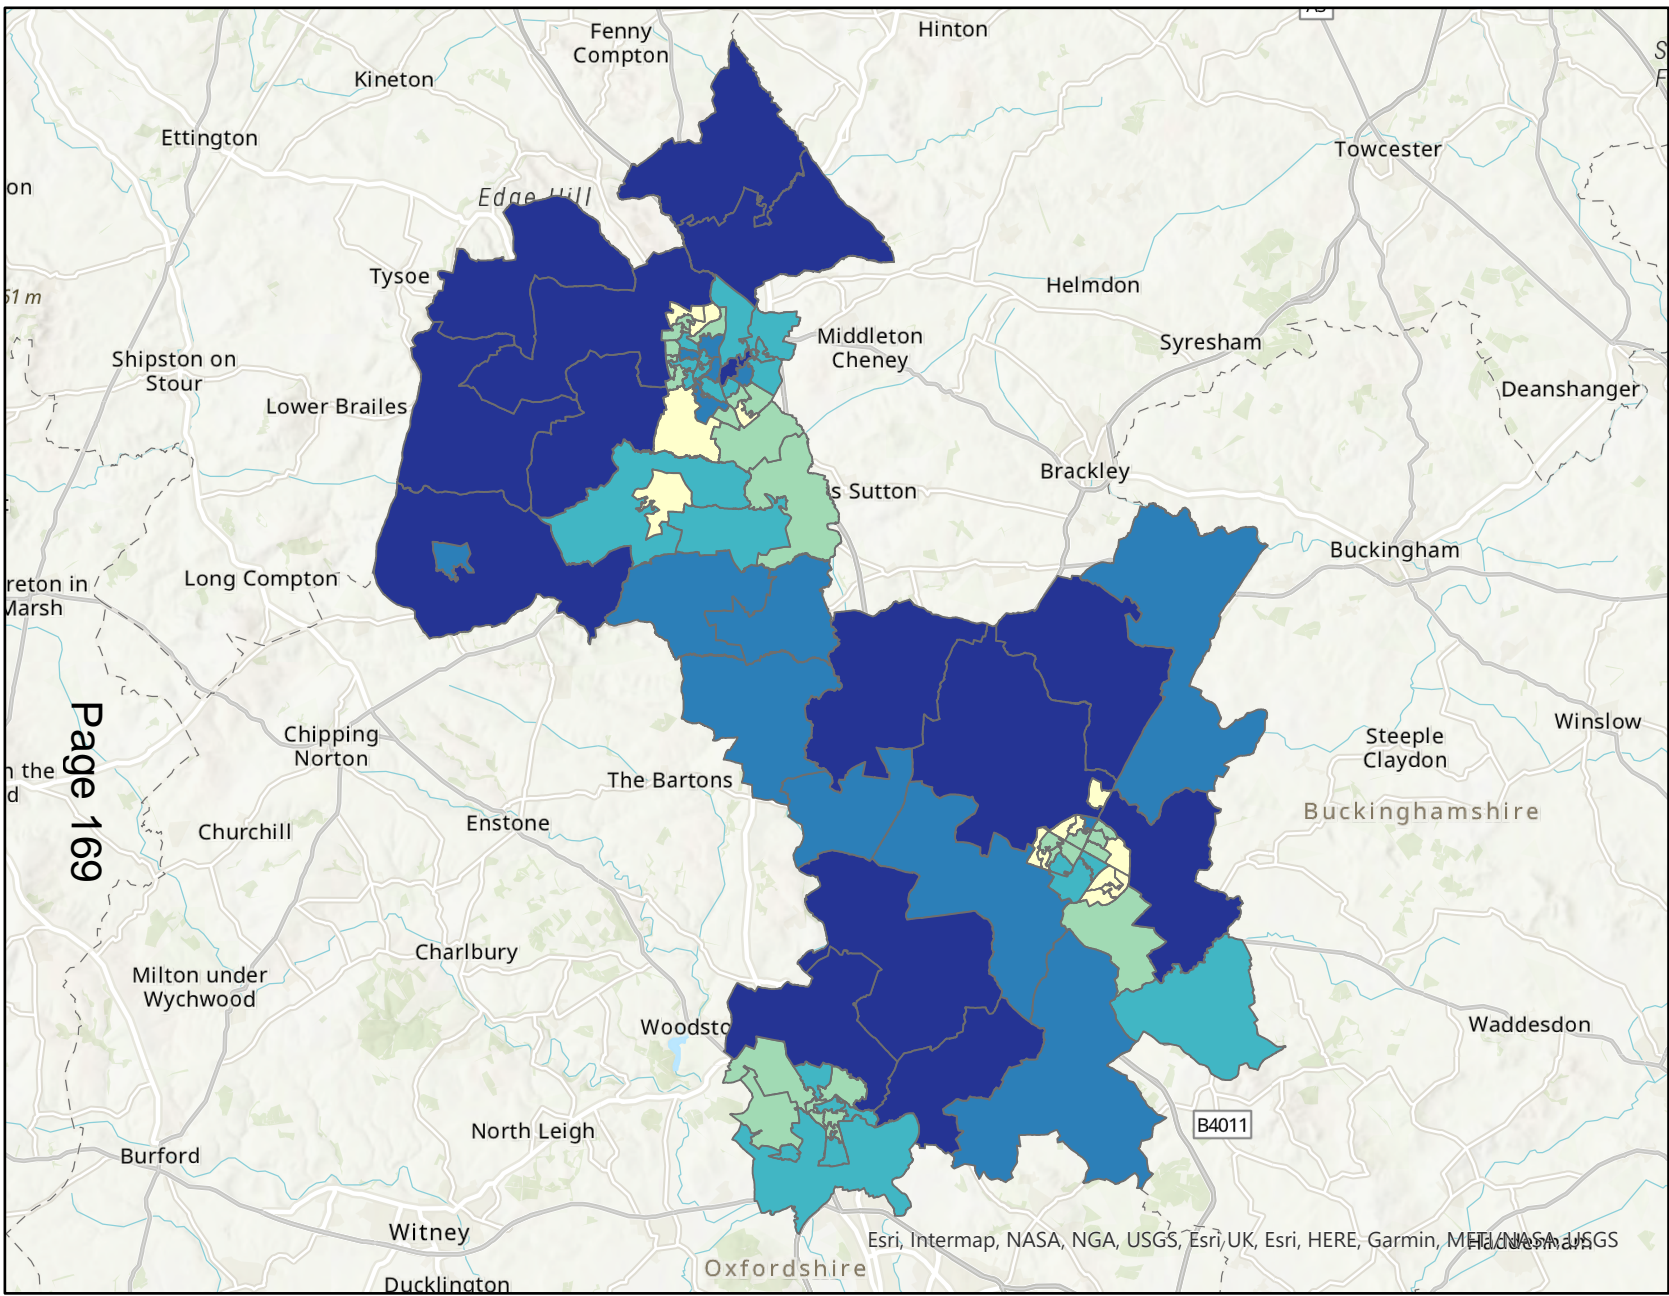 Fenny
Compton
Hinton
Kineton
Ettington
Towcester
on
Edge Hill
Tysoe
51 m
Helmdon
Middleton
Cheney
Syresham
Shipston on
Stour
Deanshanger
Lower Brailes
Brackley
s Sutton
Buckingham
Long Compton
reton in
Marsh
Page 169
Chipping
Norton
Steeple
Claydon
Winslow
n the
d
The Bartons
Buckinghamshire
Churchill
Enstone
Charlbury
Milton under
Wychwood
Woodsto
Waddesdon
B4011
North Leigh
Burford
Witney
Esri, Intermap, NASA, NGA, USGS, Esri UK, Esri, HERE, Garmin, METI/NASA, USGS
Haddenham
Oxfordshire
Ducklington